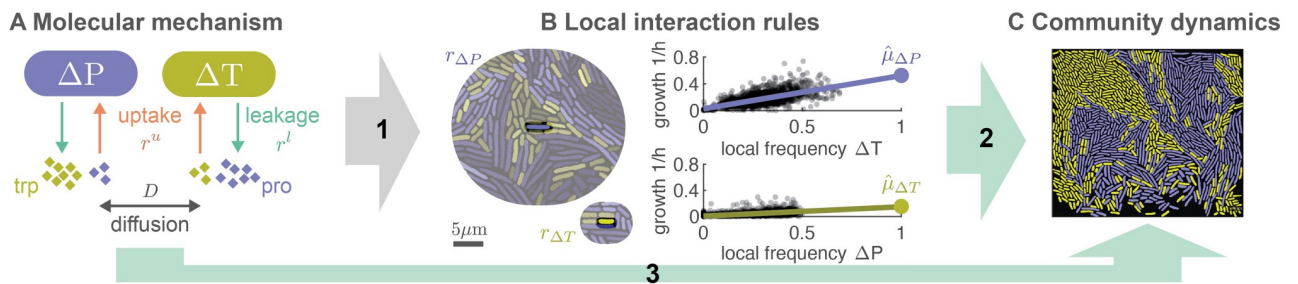 A Molecular mechanism
ΔP
ΔT
uptake
r^u
leakage
r^l
trp
pro
D
diffusion
1
B Local interaction rules
r_ΔP
5μm
r_ΔT
growth 1/h
0.8
0.4
0
0
0.5
1
local frequency ΔT
μ̂_ΔP
growth 1/h
0.8
0.4
0
0
0.5
1
local frequency ΔP
μ̂_ΔT
2
C Community dynamics
3